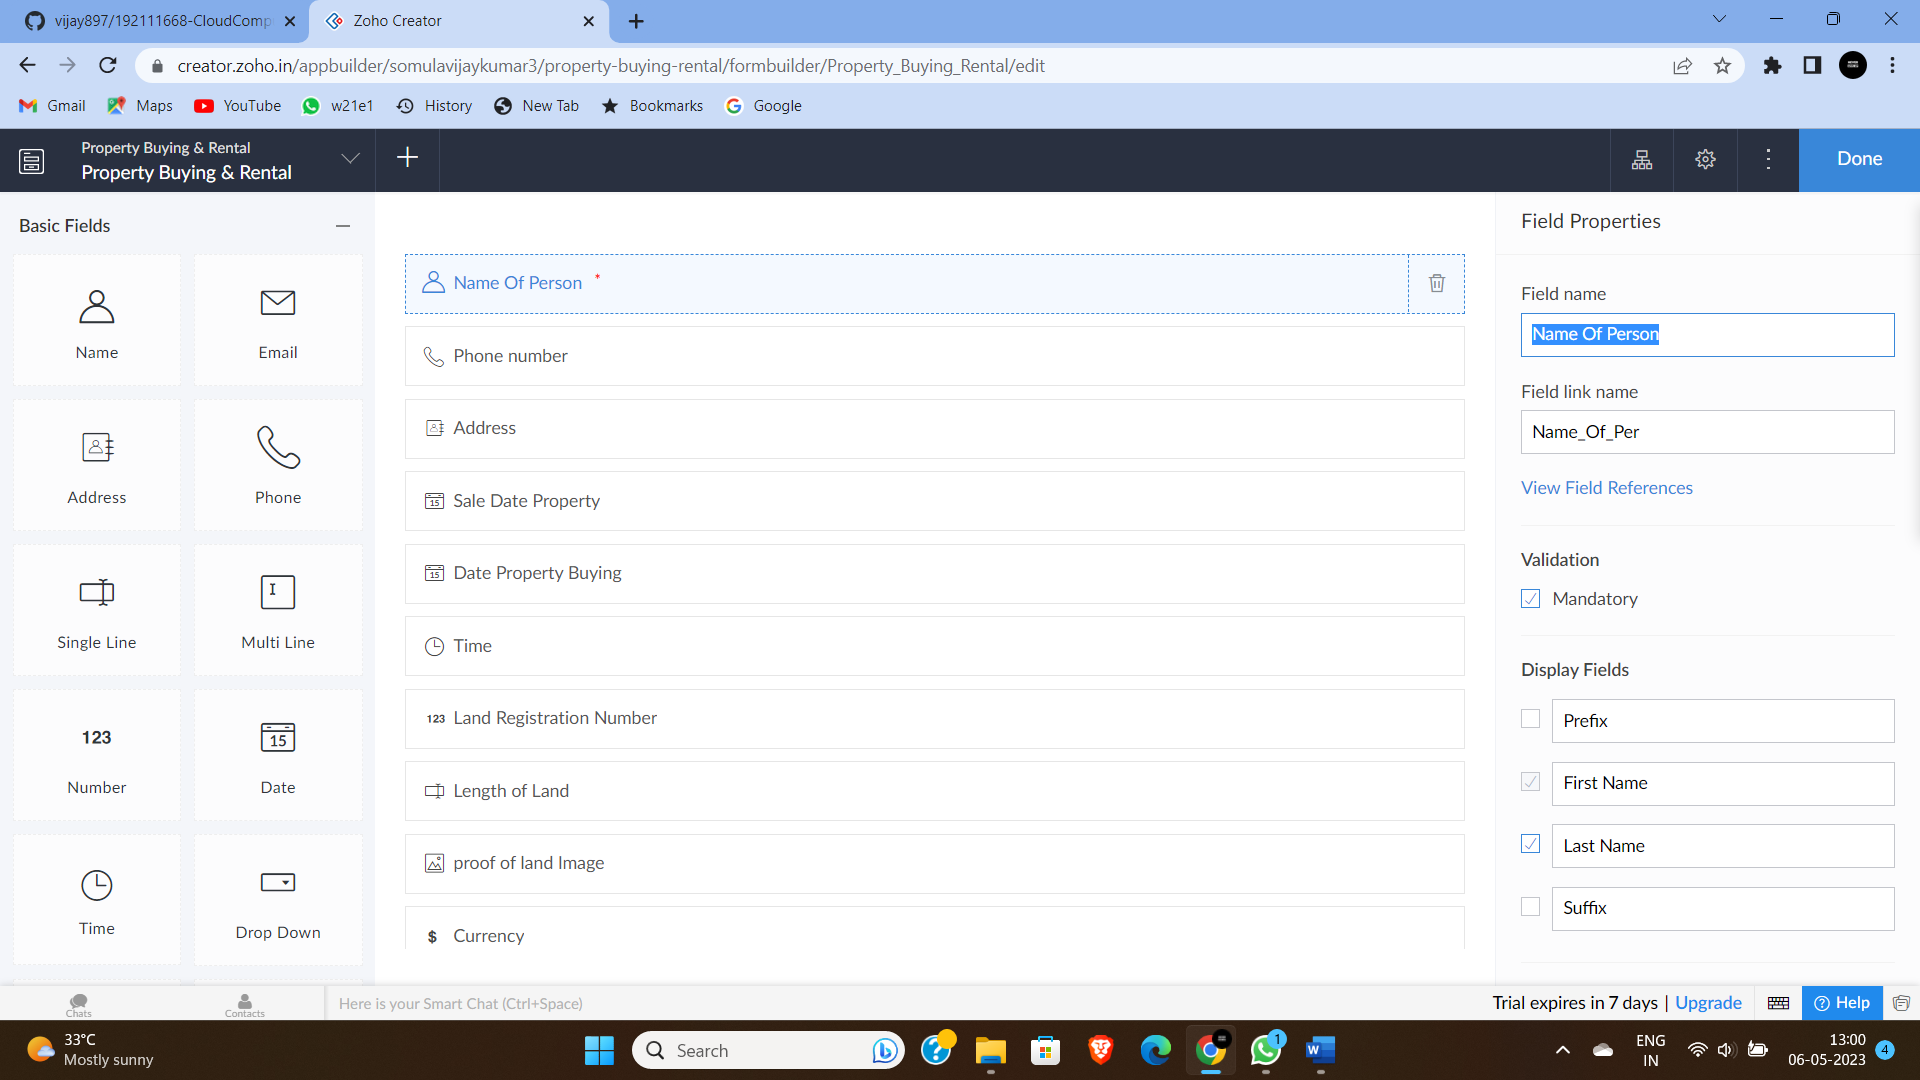 vijay897/192111668-CloudComp
Zoho Creator
creator.zoho.in/appbuilder/somulavijaykumar3/property-buying-rental/formbuilder/Property_Buying_Rental/edit
Gmail
Maps
YouTube
w21e1
History
New Tab
Bookmarks
Google
Property Buying & Rental
Property Buying & Rental
Done
Basic Fields
Name
Email
Address
Phone
Single Line
Multi Line
123
Number
15
Date
Time
Drop Down
Name Of Person *
Phone number
Address
15 Sale Date Property
15 Date Property Buying
Time
123 Land Registration Number
Length of Land
proof of land Image
$ Currency
Field Properties
Field name
Name Of Person
Field link name
Name_Of_Per
View Field References
Validation
Mandatory
Display Fields
Prefix
First Name
Last Name
Suffix
Chats
Contacts
Here is your Smart Chat (Ctrl+Space)
Trial expires in 7 days | Upgrade
? Help
33°C
Mostly sunny
Search
1
ENG
IN
13:00
06-05-2023
4